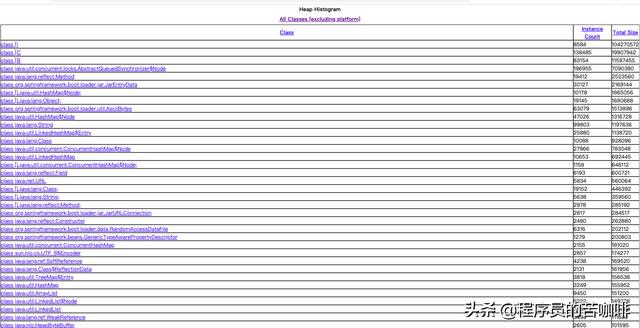 Heap Histogram
All Classes (excluding platform)
Class Instance Count Total Size
class [I 8584 104270572
class [C 138485 19907942
class [B 83154 11597455
class java.util.concurrent.locks.AbstractQueuedSynchronizer$Node 196955 7090380
class java.lang.reflect.Method 19412 2523560
class org.springframework.boot.loader.jar.JarEntryData 30127 2169144
class [Ljava.util.HashMap$Node; 10178 1865056
class [Ljava.lang.Object; 19145 1680688
class org.springframework.boot.loader.util.AsciiBytes 63079 1513896
class java.util.HashMap$Node 47026 1316728
class java.lang.String 99803 1197636
class java.util.LinkedHashMap$Entry 25880 1138720
class java.lang.Class 10088 928096
class java.util.concurrent.ConcurrentHashMap$Node 27966 783048
class java.util.LinkedHashMap 10653 692445
class [Ljava.util.concurrent.ConcurrentHashMap$Node; 1158 646112
class java.lang.reflect.Field 6193 600721
class java.net.URL 5834 560064
class [Ljava.lang.Class; 19152 446392
class [Ljava.lang.String; 5638 359560
class [Ljava.lang.reflect.Method; 2978 285192
class org.springframework.boot.loader.jar.JarURLConnection 2817 284517
class java.lang.reflect.Constructor 2480 262880
class org.springframework.boot.loader.data.RandomAccessDataFile 6316 202112
class org.springframework.beans.GenericTypeAwarePropertyDescriptor 1279 200803
class java.util.concurrent.ConcurrentHashMap 2155 181020
class sun.nio.cs.UTF_8$Encoder 2857 174277
class java.lang.ref.SoftReference 4238 169520
class java.lang.Class$ReflectionData 2131 161956
class java.util.TreeMap$Entry 3818 156538
class java.util.HashMap 3249 155952
class java.util.ArrayList 9450 151200
class java.util.LinkedList$Node
class java.util.LinkedList
class java.lang.ref.WeakReference
class java.nio.HeapByteBuffer 2605
头条 @程序员的苦咖啡